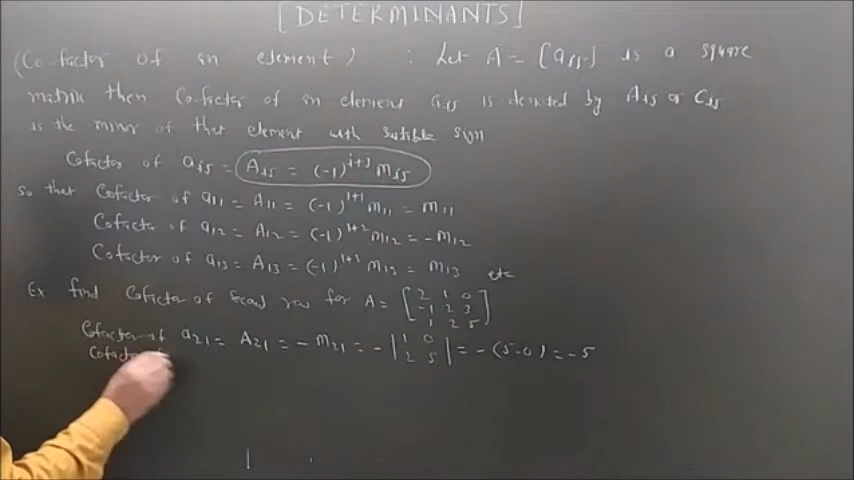 [DETERMINANTS]
(Co-factor of an element) : Let A = [aij] is a square
matrix then Cofactor of an element aij is denoted by Aij or Cij
is the minor of that element with suitable sign
Cofactor of aij = Aij = (-1)^i+j Mij
so that Cofactor of a11 = A11 = (-1)^1+1 M11 = M11
Cofactor of a12 = A12 = (-1)^1+2 M12 = -M12
Cofactor of a13 = A13 = (-1)^1+3 M13 = M13 etc
Ex find Cofactor of Second row for A = [2 1 0
-1 2 3
1 2 5]
Cofactor of a21 = A21 = - M21 = - |1 0
2 5| = - (5-0) = -5
Cofactor